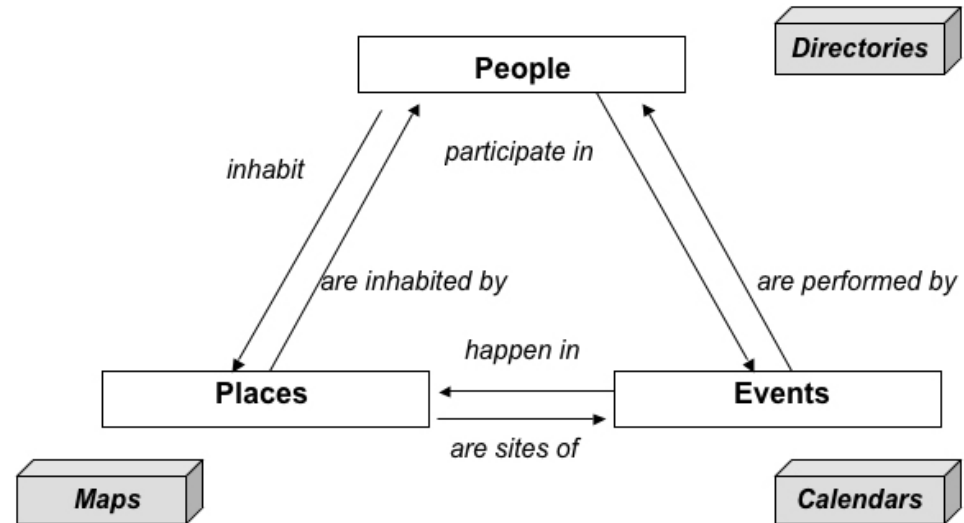 Directories
People
participate in
inhabit
are inhabited by
are performed by
happen in
Places
Events
are sites of
Maps
Calendars